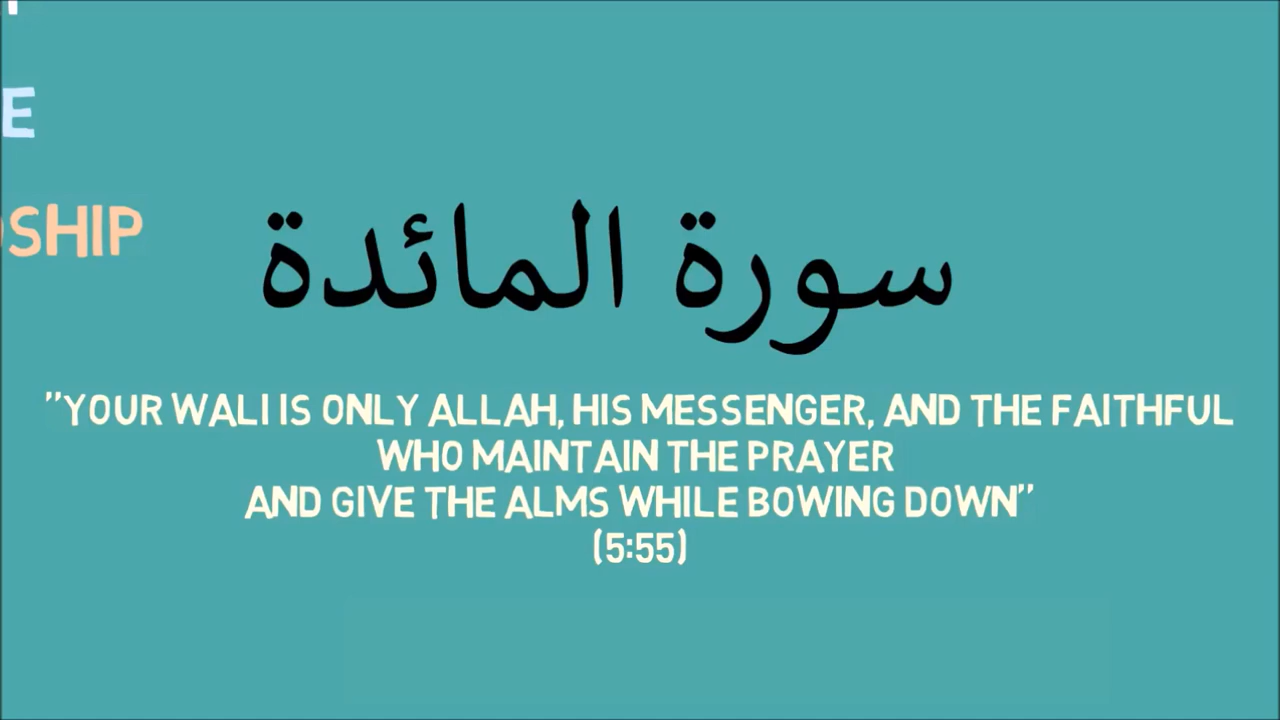 E
SHIP
سورة المائدة
"YOUR WALI IS ONLY ALLAH, HIS MESSENGER, AND THE FAITHFUL
WHO MAINTAIN THE PRAYER
AND GIVE THE ALMS WHILE BOWING DOWN"
(5:55)